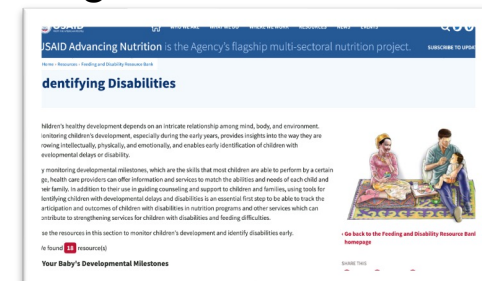 USAID
WHO WE ARE WHAT WE DO WHERE WE WORK RESOURCES NEWS EVENTS
JSAID Advancing Nutrition is the Agency's flagship multi-sectoral nutrition project.
SUBSCRIBE TO UPDAT
Home › Resources › Feeding and Disability Resource Bank
dentifying Disabilities
hildren's healthy development depends on an intricate relationship among mind, body, and environment.
onitoring children's development, especially during the early years, provides insights into the way they are
rowing intellectually, physically, and emotionally, and enables early identification of children with
evelopmental delays or disability.
y monitoring developmental milestones, which are the skills that most children are able to perform by a certain
ge, health care providers can offer information and services to match the abilities and needs of each child and
eir family. In addition to their use in guiding counseling and support to children and families, using tools for
lentifying children with developmental delays and disabilities is an essential first step to be able to track the
articipation and outcomes of children with disabilities in nutrition programs and other services which can
ontribute to strengthening services for children with disabilities and feeding difficulties.
se the resources in this section to monitor children's development and identify disabilities early.
‹ Go back to the Feeding and Disability Resource Bank
homepage
/e found 18 resource(s)
Your Baby's Developmental Milestones
SHARE THIS